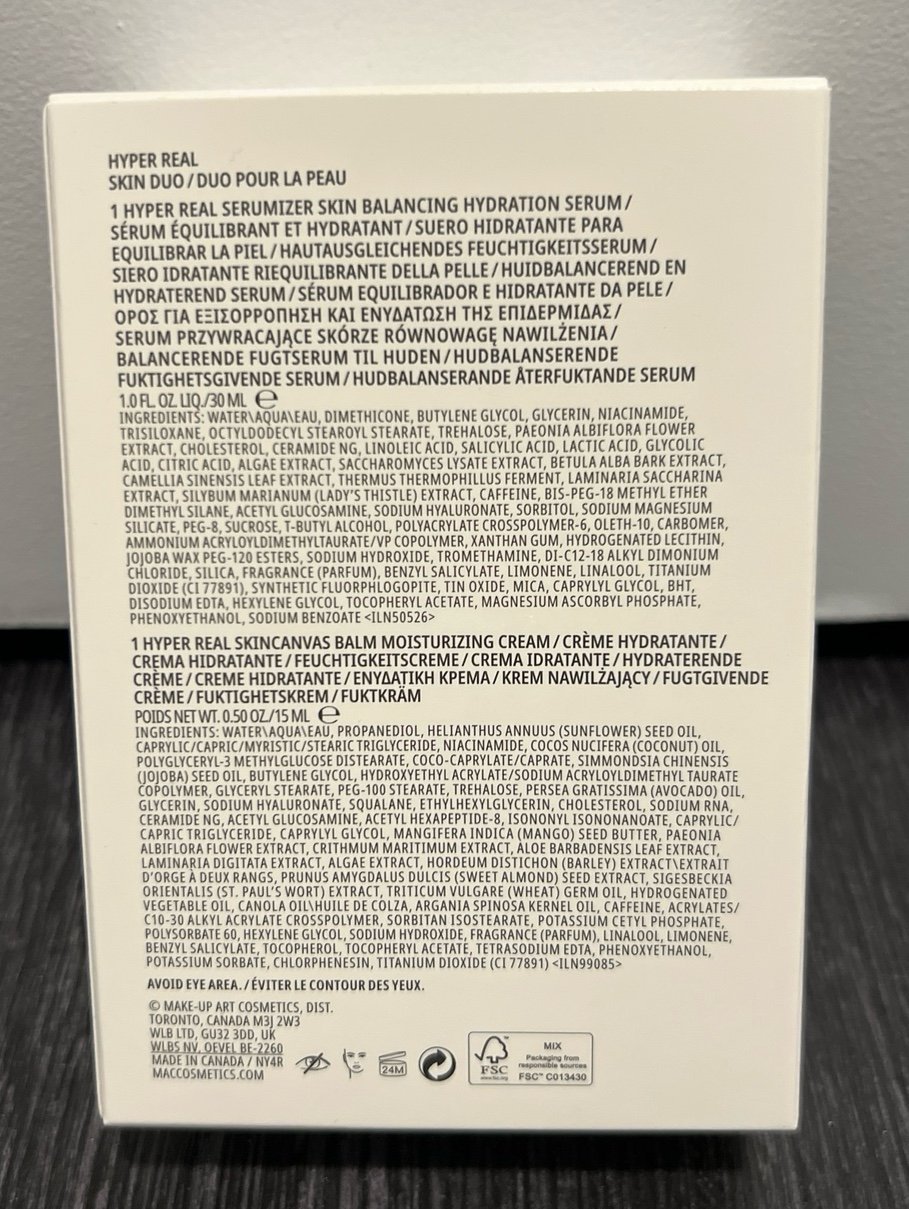 HYPER REAL
SKIN DUO / DUO POUR LA PEAU
1 HYPER REAL SERUMIZER SKIN BALANCING HYDRATION SERUM /
SÉRUM ÉQUILIBRANT ET HYDRATANT / SUERO HIDRATANTE PARA
EQUILIBRAR LA PIEL / HAUTAUSGLEICHENDES FEUCHTIGKEITSSERUM /
SIERO IDRATANTE RIEQUILIBRANTE DELLA PELLE / HUIDBALANCEREND EN
HYDRATEREND SERUM / SÉRUM EQUILIBRADOR E HIDRATANTE DA PELE /
ΟΡΟΣ ΓΙΑ ΕΞΙΣΟΡΡΟΠΗΣΗ ΚΑΙ ΕΝΥΔΑΤΩΣΗ ΤΗΣ ΕΠΙΔΕΡΜΙΔΑΣ /
SERUM PRZYWRACAJĄCE SKÓRZE RÓWNOWAGĘ NAWILŻENIA /
BALANCERENDE FUGTSERUM TIL HUDEN / HUDBALANSERENDE
FUKTIGHETSGIVENDE SERUM / HUDBALANSERANDE ÅTERFUKTANDE SERUM
1.0 FL. OZ. LIQ./30 ML ℮
INGREDIENTS: WATER\AQUA\EAU, DIMETHICONE, BUTYLENE GLYCOL, GLYCERIN, NIACINAMIDE,
TRISILOXANE, OCTYLDODECYL STEAROYL STEARATE, TREHALOSE, PAEONIA ALBIFLORA FLOWER
EXTRACT, CHOLESTEROL, CERAMIDE NG, LINOLEIC ACID, SALICYLIC ACID, LACTIC ACID, GLYCOLIC
ACID, CITRIC ACID, ALGAE EXTRACT, SACCHAROMYCES LYSATE EXTRACT, BETULA ALBA BARK EXTRACT,
CAMELLIA SINENSIS LEAF EXTRACT, THERMUS THERMOPHILLUS FERMENT, LAMINARIA SACCHARINA
EXTRACT, SILYBUM MARIANUM (LADY'S THISTLE) EXTRACT, CAFFEINE, BIS-PEG-18 METHYL ETHER
DIMETHYL SILANE, ACETYL GLUCOSAMINE, SODIUM HYALURONATE, SORBITOL, SODIUM MAGNESIUM
SILICATE, PEG-8, SUCROSE, T-BUTYL ALCOHOL, POLYACRYLATE CROSSPOLYMER-6, OLETH-10, CARBOMER,
AMMONIUM ACRYLOYLDIMETHYLTAURATE/VP COPOLYMER, XANTHAN GUM, HYDROGENATED LECITHIN,
JOJOBA WAX PEG-120 ESTERS, SODIUM HYDROXIDE, TROMETHAMINE, DI-C12-18 ALKYL DIMONIUM
CHLORIDE, SILICA, FRAGRANCE (PARFUM), BENZYL SALICYLATE, LIMONENE, LINALOOL, TITANIUM
DIOXIDE (CI 77891), SYNTHETIC FLUORPHLOGOPITE, TIN OXIDE, MICA, CAPRYLYL GLYCOL, BHT,
DISODIUM EDTA, HEXYLENE GLYCOL, TOCOPHERYL ACETATE, MAGNESIUM ASCORBYL PHOSPHATE,
PHENOXYETHANOL, SODIUM BENZOATE <ILN50526>
1 HYPER REAL SKINCANVAS BALM MOISTURIZING CREAM / CRÈME HYDRATANTE /
CREMA HIDRATANTE / FEUCHTIGKEITSCREME / CREMA IDRATANTE / HYDRATERENDE
CRÈME / CREME HIDRATANTE / ΕΝΥΔΑΤΙΚΗ ΚΡΕΜΑ / KREM NAWILŻAJĄCY / FUGTGIVENDE
CRÈME / FUKTIGHETSKREM / FUKTKRÄM
POIDS NET WT. 0.50 OZ./15 ML ℮
INGREDIENTS: WATER\AQUA\EAU, PROPANEDIOL, HELIANTHUS ANNUUS (SUNFLOWER) SEED OIL,
CAPRYLIC/CAPRIC/MYRISTIC/STEARIC TRIGLYCERIDE, NIACINAMIDE, COCOS NUCIFERA (COCONUT) OIL,
POLYGLYCERYL-3 METHYLGLUCOSE DISTEARATE, COCO-CAPRYLATE/CAPRATE, SIMMONDSIA CHINENSIS
(JOJOBA) SEED OIL, BUTYLENE GLYCOL, HYDROXYETHYL ACRYLATE/SODIUM ACRYLOYLDIMETHYL TAURATE
COPOLYMER, GLYCERYL STEARATE, PEG-100 STEARATE, TREHALOSE, PERSEA GRATISSIMA (AVOCADO) OIL,
GLYCERIN, SODIUM HYALURONATE, SQUALANE, ETHYLHEXYLGLYCERIN, CHOLESTEROL, SODIUM RNA,
CERAMIDE NG, ACETYL GLUCOSAMINE, ACETYL HEXAPEPTIDE-8, ISONONYL ISONONANOATE, CAPRYLIC/
CAPRIC TRIGLYCERIDE, CAPRYLYL GLYCOL, MANGIFERA INDICA (MANGO) SEED BUTTER, PAEONIA
ALBIFLORA FLOWER EXTRACT, CRITHMUM MARITIMUM EXTRACT, ALOE BARBADENSIS LEAF EXTRACT,
LAMINARIA DIGITATA EXTRACT, ALGAE EXTRACT, HORDEUM DISTICHON (BARLEY) EXTRACT\EXTRAIT
D'ORGE À DEUX RANGS, PRUNUS AMYGDALUS DULCIS (SWEET ALMOND) SEED EXTRACT, SIGESBECKIA
ORIENTALIS (ST. PAUL'S WORT) EXTRACT, TRITICUM VULGARE (WHEAT) GERM OIL, HYDROGENATED
VEGETABLE OIL, CANOLA OIL\HUILE DE COLZA, ARGANIA SPINOSA KERNEL OIL, CAFFEINE, ACRYLATES/
C10-30 ALKYL ACRYLATE CROSSPOLYMER, SORBITAN ISOSTEARATE, POTASSIUM CETYL PHOSPHATE,
POLYSORBATE 60, HEXYLENE GLYCOL, SODIUM HYDROXIDE, FRAGRANCE (PARFUM), LINALOOL, LIMONENE,
BENZYL SALICYLATE, TOCOPHEROL, TOCOPHERYL ACETATE, TETRASODIUM EDTA, PHENOXYETHANOL,
POTASSIUM SORBATE, CHLORPHENESIN, TITANIUM DIOXIDE (CI 77891) <ILN99085>
AVOID EYE AREA. / ÉVITER LE CONTOUR DES YEUX.
© MAKE-UP ART COSMETICS, DIST.
TORONTO, CANADA M3J 2W3
WLB LTD, GU32 3DD, UK
WLBS NV, OEVEL BE-2260
MADE IN CANADA / NY4R
MACCOSMETICS.COM
24M
FSC
www.fsc.org
MIX
Packaging from
responsible sources
FSC™ C013430